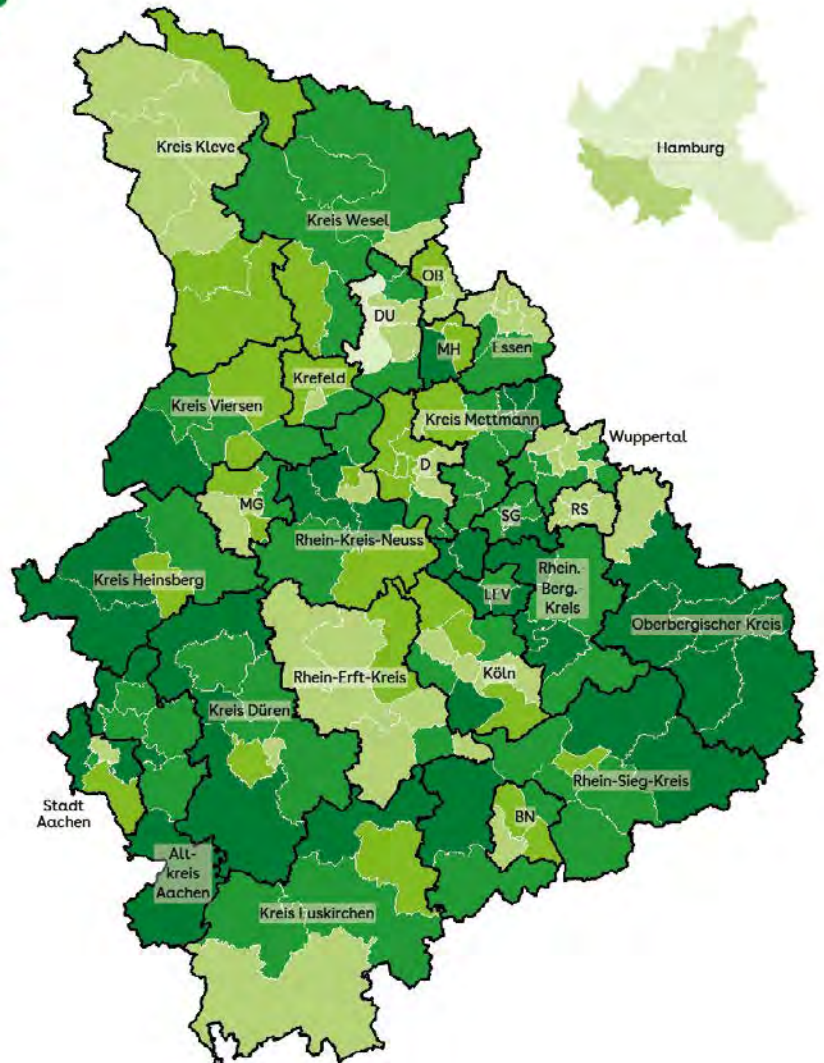 Hamburg
Kreis Kleve
Kreis Wesel
OB
DU
MH
Essen
Krefeld
Kreis Viersen
Kreis Mettmann
Wuppertal
D
MG
SG
RS
Rhein-Kreis-Neuss
Kreis Heinsberg
LEV
Rhein.
Berg.
Kreis
Oberbergischer Kreis
Rhein-Erft-Kreis
Köln
Kreis Düren
Rhein-Sieg-Kreis
Stadt
Aachen
BN
Alt-
kreis
Aachen
Kreis Euskirchen